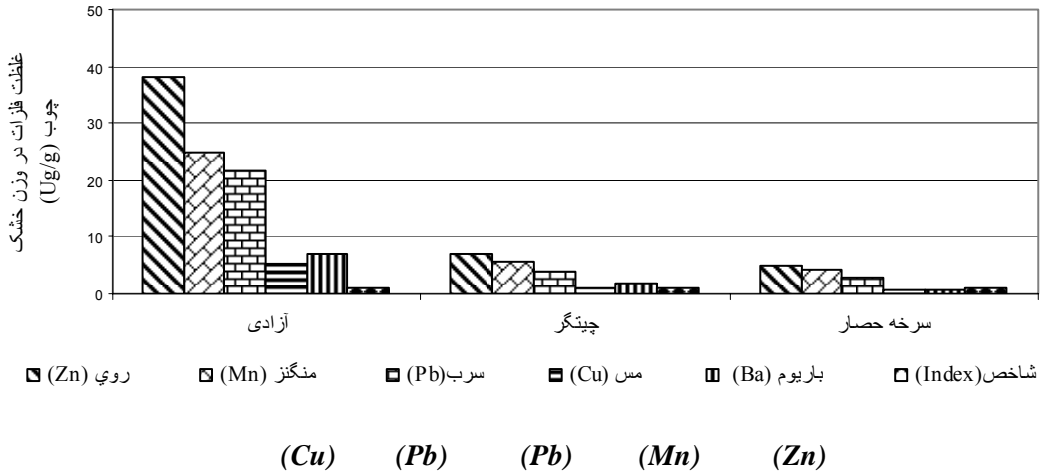 50
40
30
20
10
0
غلظت فلزات در وزن خشک
چوب (Ug/g)
آزادی
چیتگر
سرخه حصار
روي (Zn)
منگنز (Mn)
سرب(Pb)
مس (Cu)
باریوم (Ba)
شاخص(Index)
(Cu) (Pb) (Pb) (Mn) (Zn)